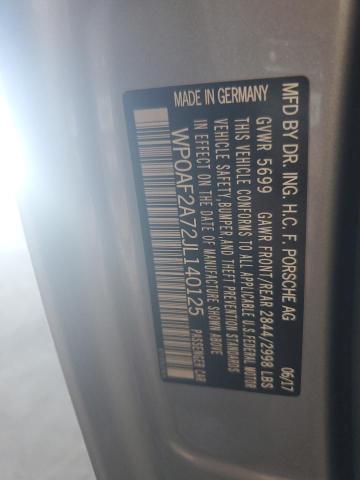 MFD BY DR. ING. H.C. F. PORSCHE AG 06/17
GVWR 5699 GAWR FRONT/REAR 2844/2998 LBS
THIS VEHICLE CONFORMS TO ALL APPLICABLE U.S. FEDERAL MOTOR
VEHICLE SAFETY, BUMPER AND THEFT PREVENTION STANDARDS
IN EFFECT ON THE DATE OF MANUFACTURE SHOWN ABOVE
WP0AF2A72JL140125 PASSENGER CAR
MADE IN GERMANY